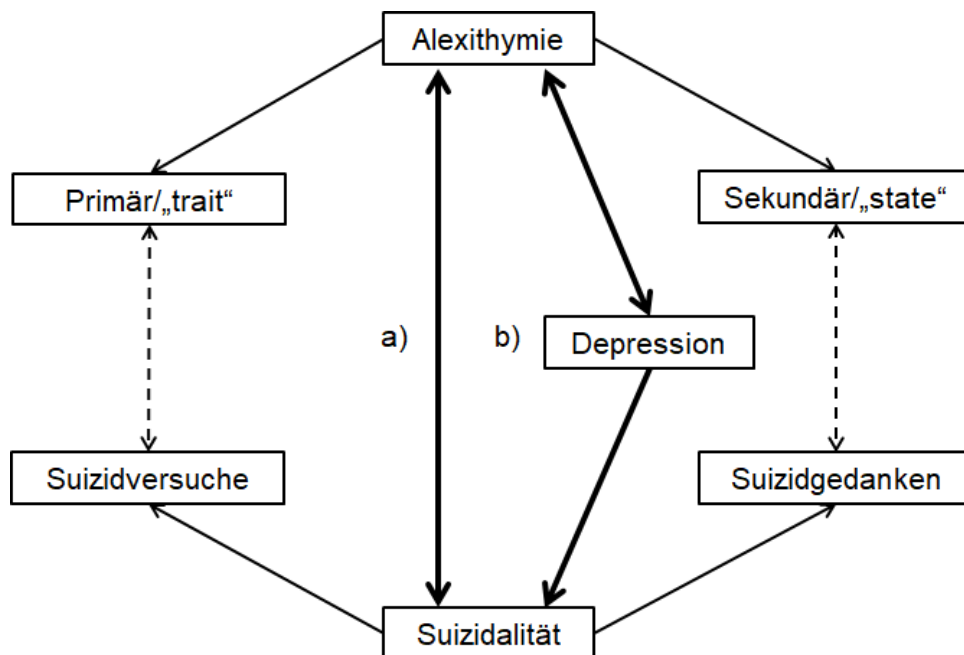 Alexithymie
Primär/„trait“
Sekundär/„state“
a)
b)
Depression
Suizidversuche
Suizidgedanken
Suizidalität